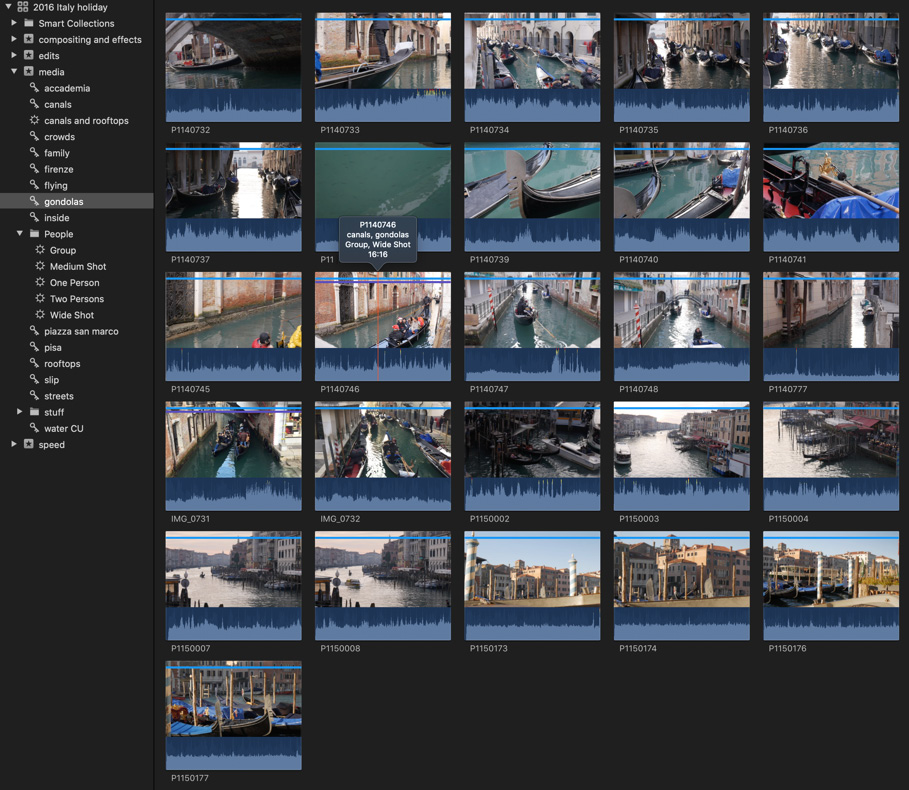 2016 Italy holiday
Smart Collections
compositing and effects
edits
media
accademia
canals
canals and rooftops
crowds
family
firenze
flying
gondolas
inside
People
Group
Medium Shot
One Person
Two Persons
Wide Shot
piazza san marco
pisa
rooftops
slip
streets
stuff
water CU
speed
P1140732
P1140733
P1140734
P1140735
P1140736
P1140737
P11
P1140739
P1140740
P1140741
P1140746
canals, gondolas
Group, Wide Shot
16:16
P1140745
P1140746
P1140747
P1140748
P1140777
IMG_0731
IMG_0732
P1150002
P1150003
P1150004
P1150007
P1150008
P1150173
P1150174
P1150176
P1150177